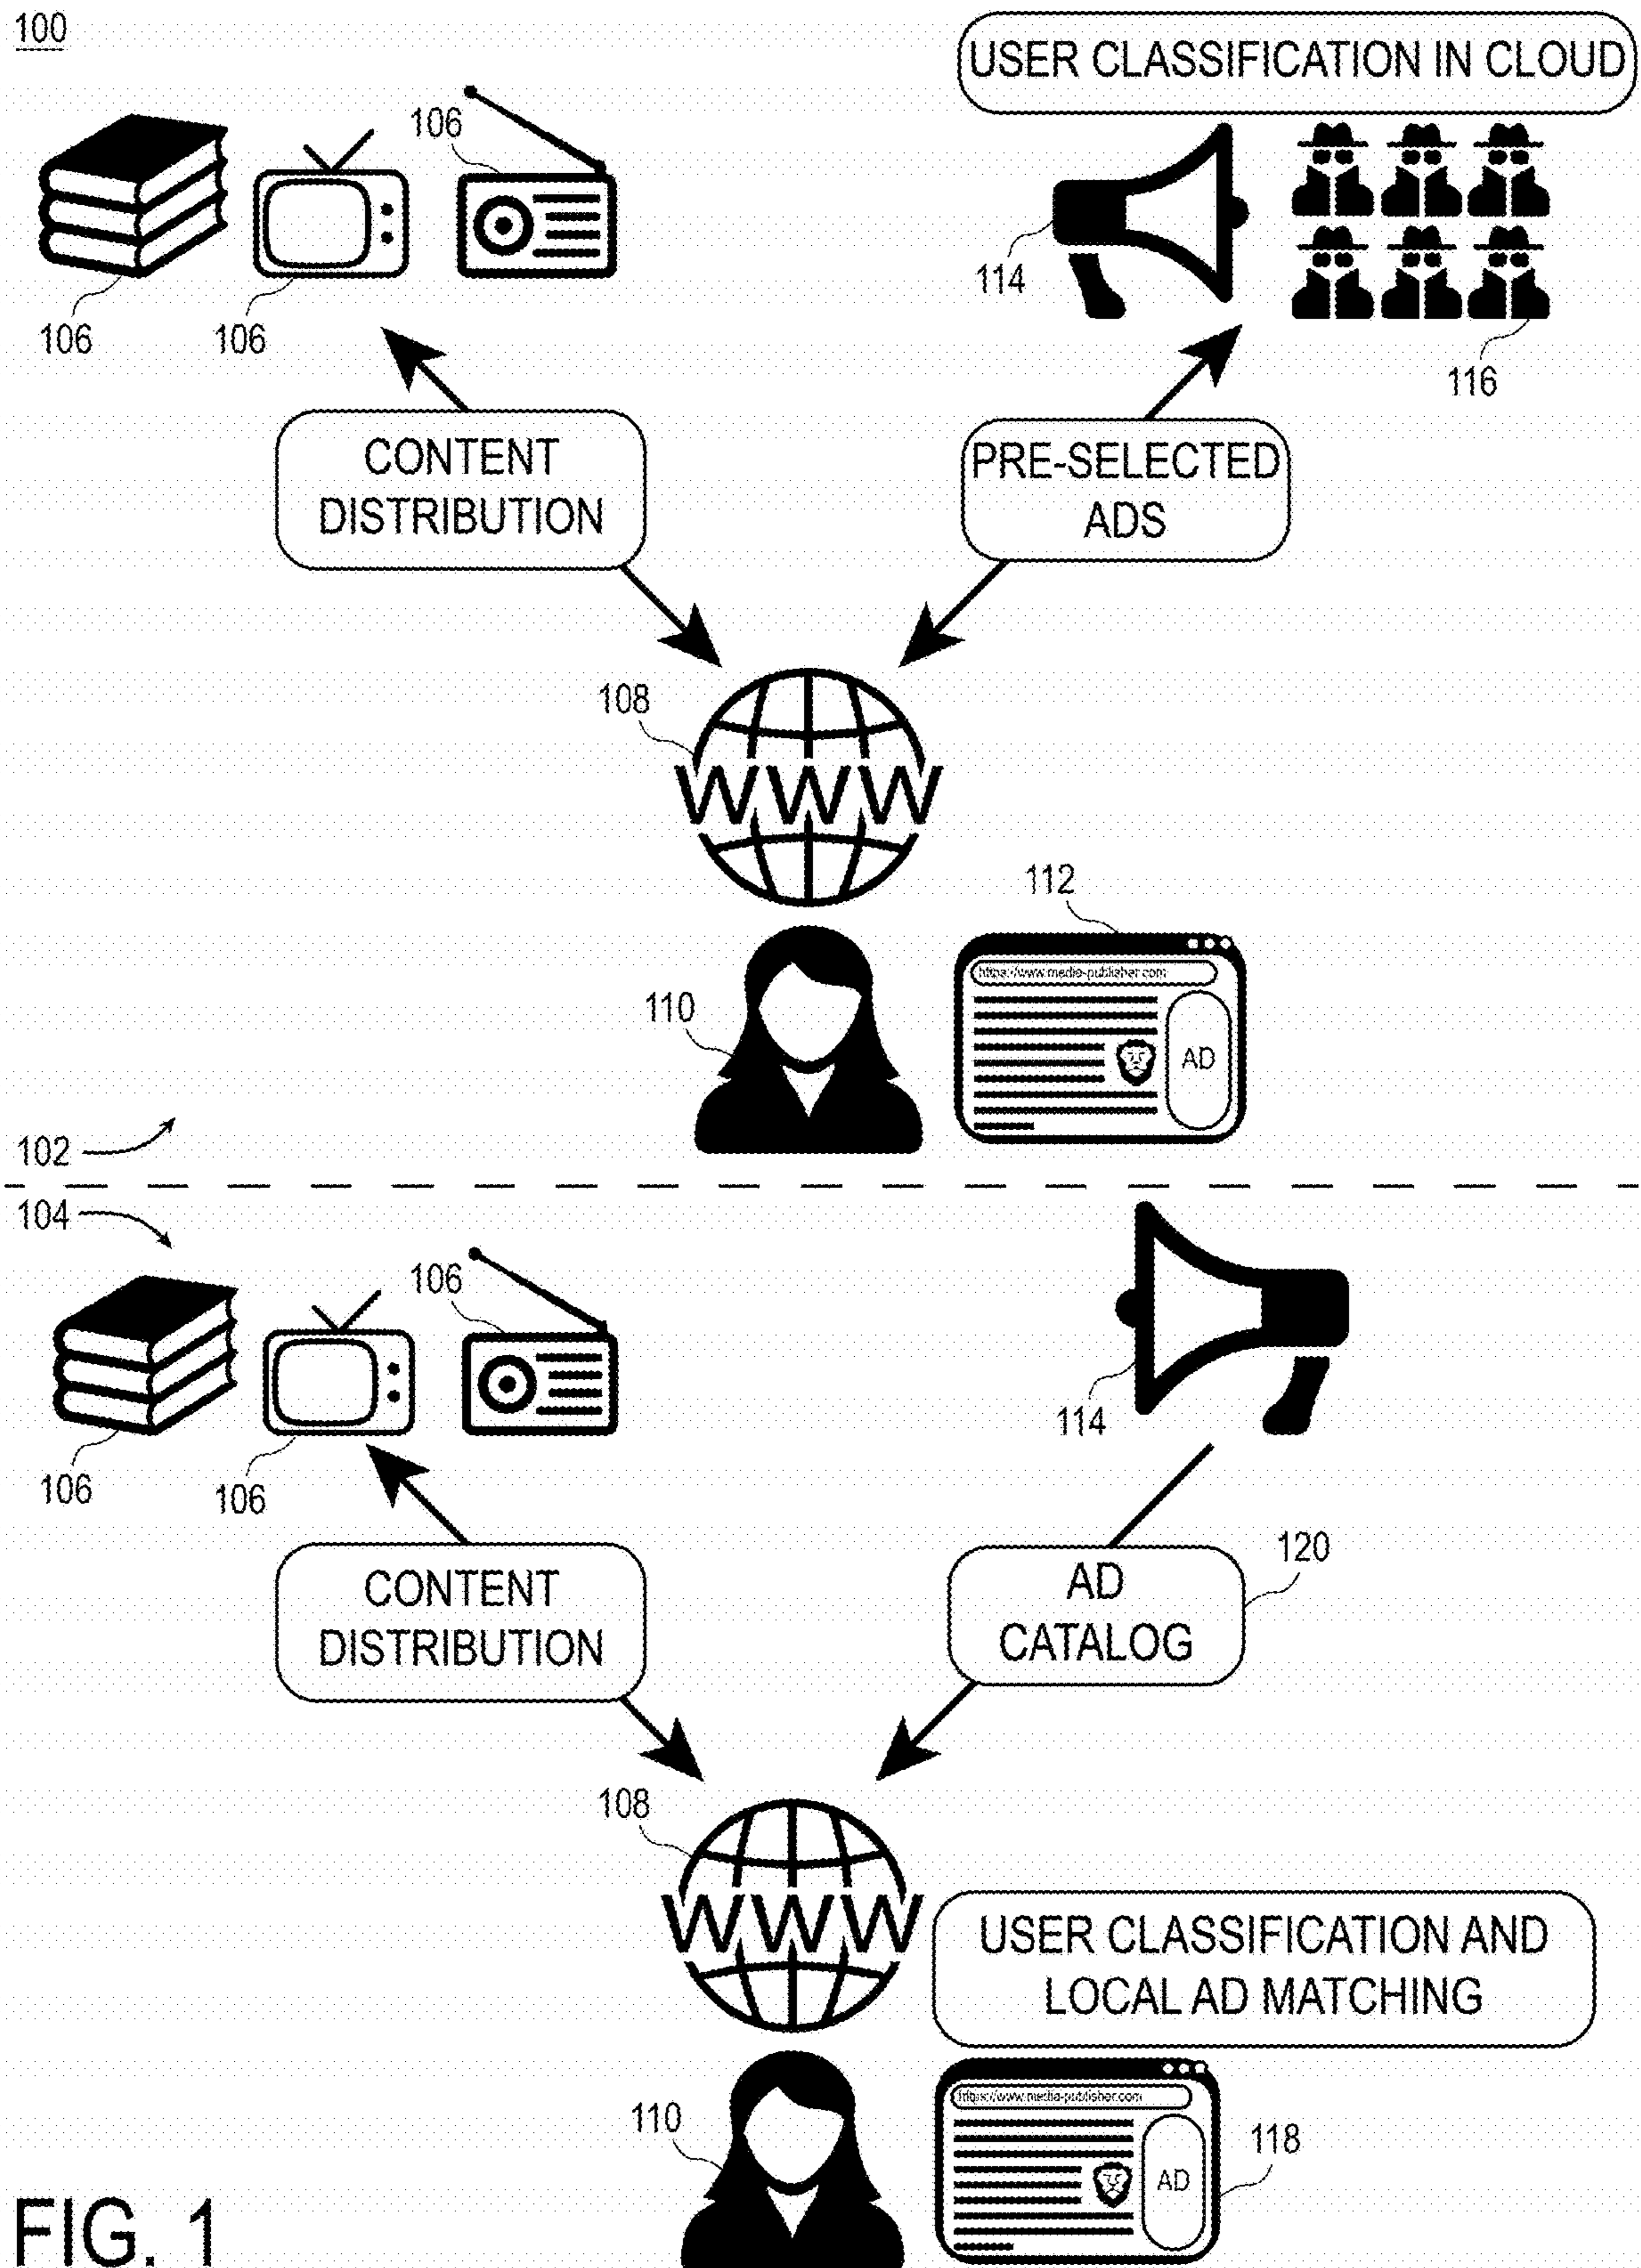 100
USER CLASSIFICATION IN CLOUD
106
114
106
106
116
CONTENT
DISTRIBUTION
PRE-SELECTED
ADS
108
WWW
112
https://www.media-publisher.com
110
AD
102
104
106
114
106
106
120
CONTENT
DISTRIBUTION
AD
CATALOG
108
WWW
USER CLASSIFICATION AND
LOCAL AD MATCHING
https://www.media-publisher.com
110
118
AD
FIG. 1